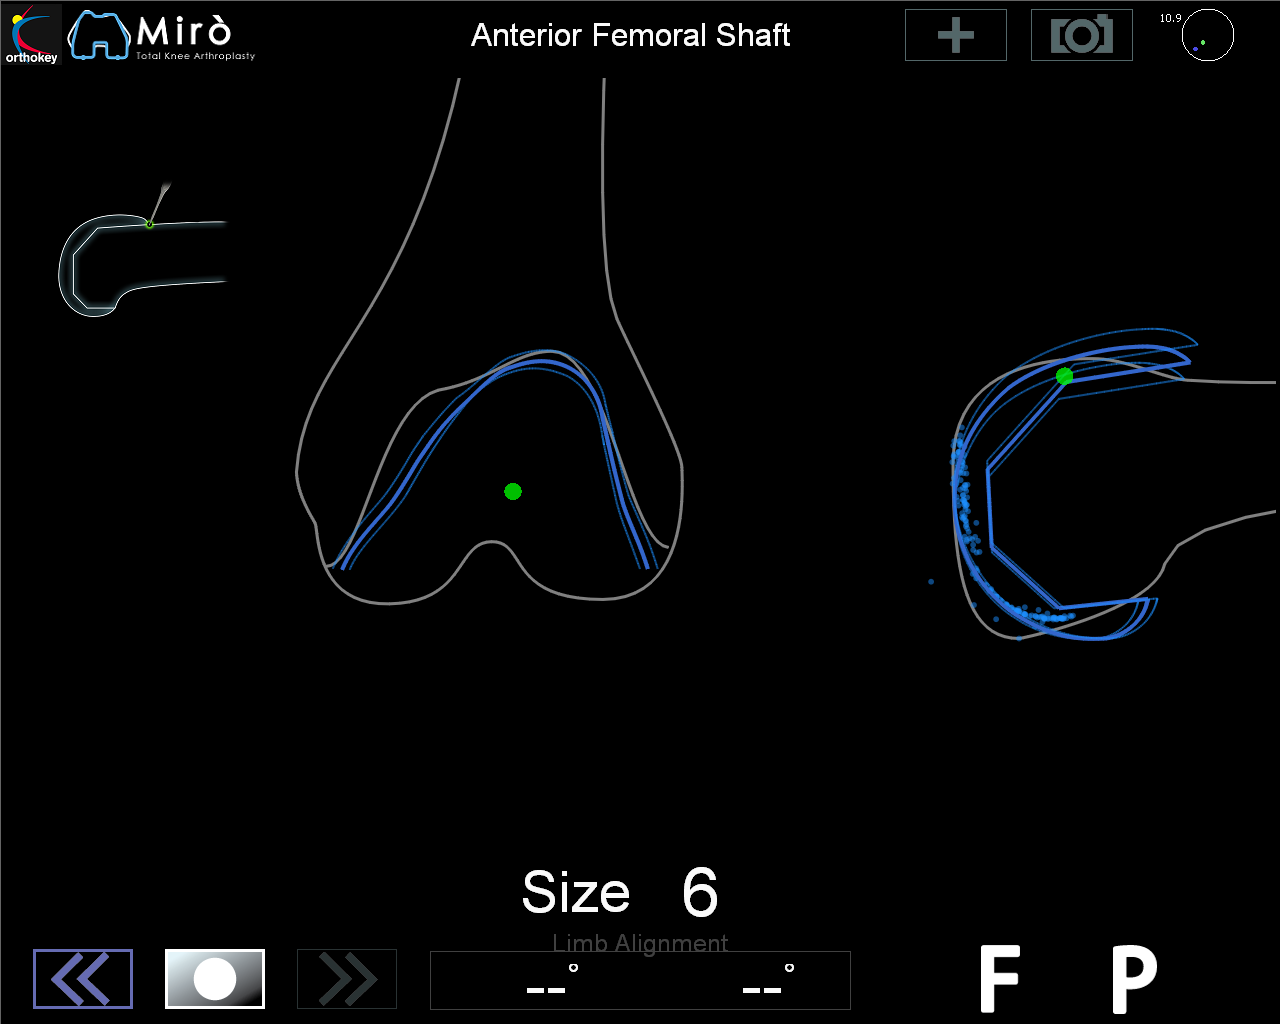 orthokey
Mirò
Total Knee Arthroplasty
Anterior Femoral Shaft
10.9
Size 6
Limb Alignment
--° --°
F P